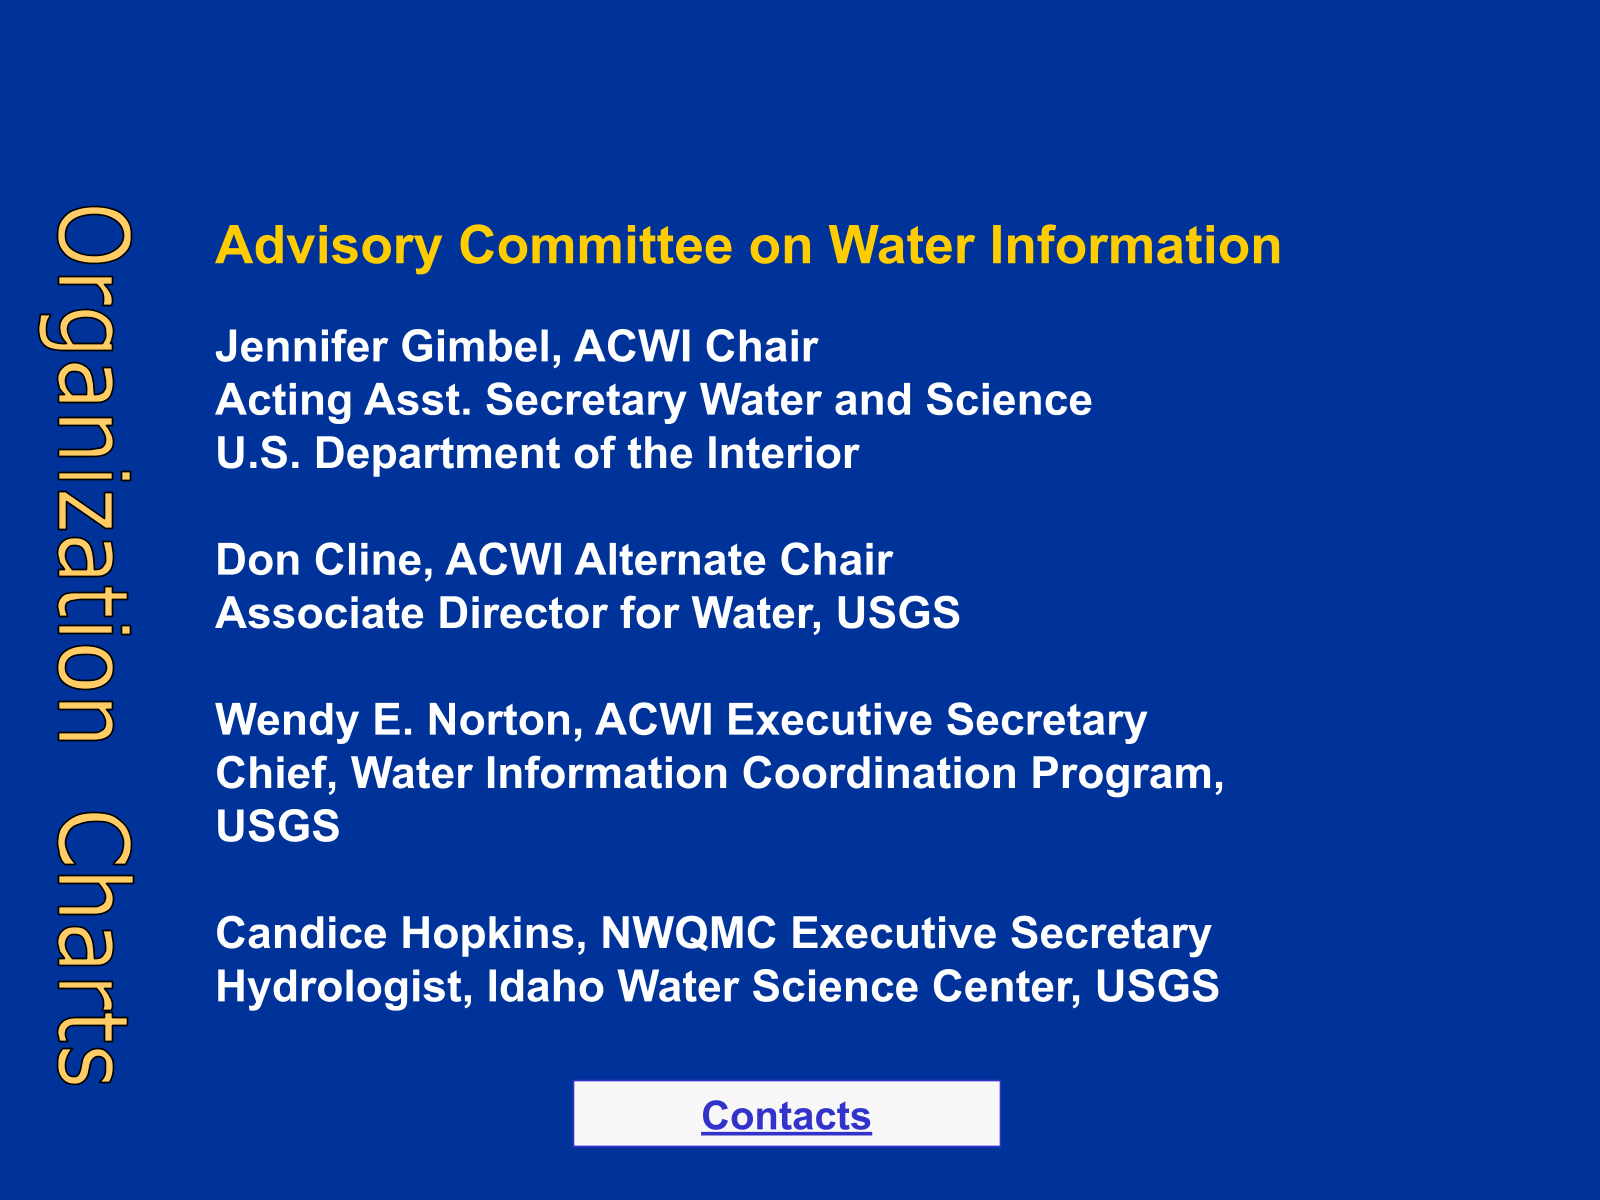 Organization Charts
Advisory Committee on Water Information
Jennifer Gimbel, ACWI Chair
Acting Asst. Secretary Water and Science
U.S. Department of the Interior
Don Cline, ACWI Alternate Chair
Associate Director for Water, USGS
Wendy E. Norton, ACWI Executive Secretary
Chief, Water Information Coordination Program,
USGS
Candice Hopkins, NWQMC Executive Secretary
Hydrologist, Idaho Water Science Center, USGS
Contacts